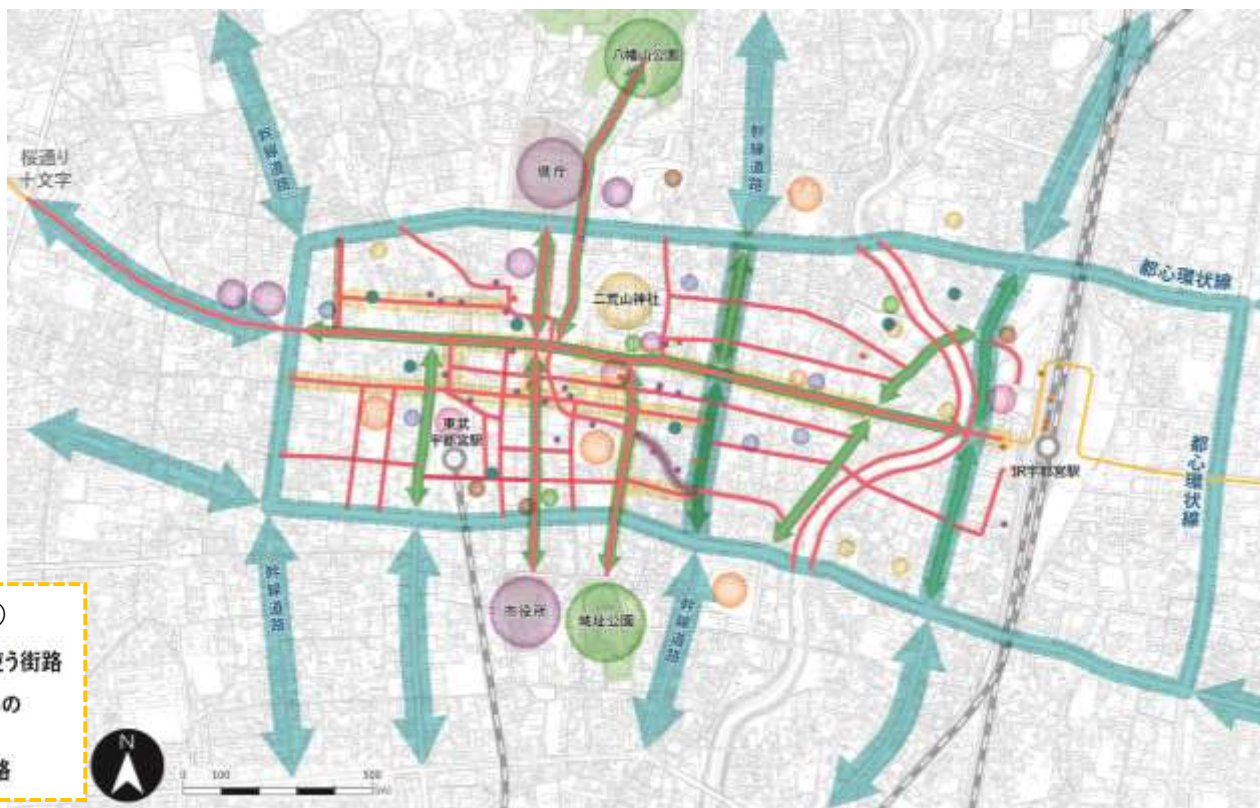 八幡山公園
幹線道路
幹線道路
桜通り
十文字
県庁
二荒山神社
都心環状線
東武
宇都宮駅
JR宇都宮駅
都心環状線
幹線道路
市役所
城址公園
幹線道路
う街路
の
路
N
0 100 500